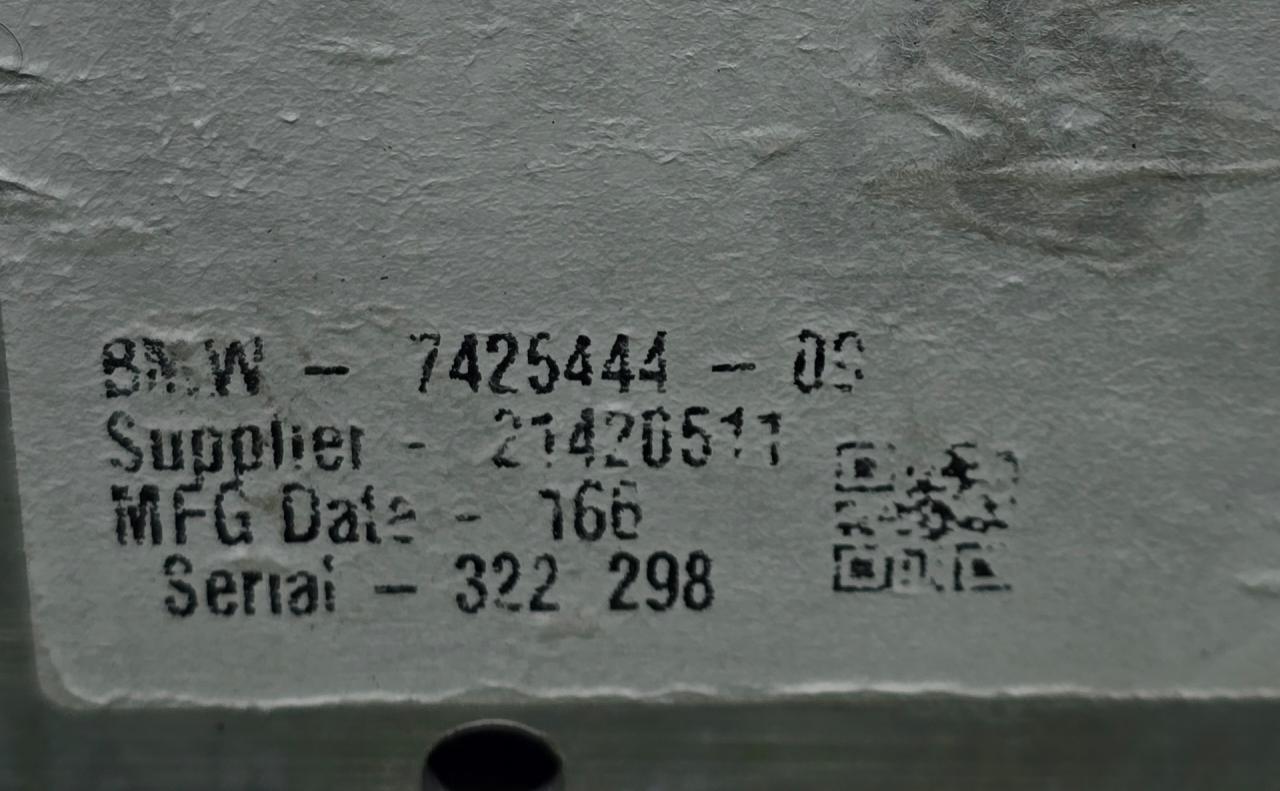 BMW - 7425444 -
Supplier - 21420511
MFG Date - 166
Serial - 322 298